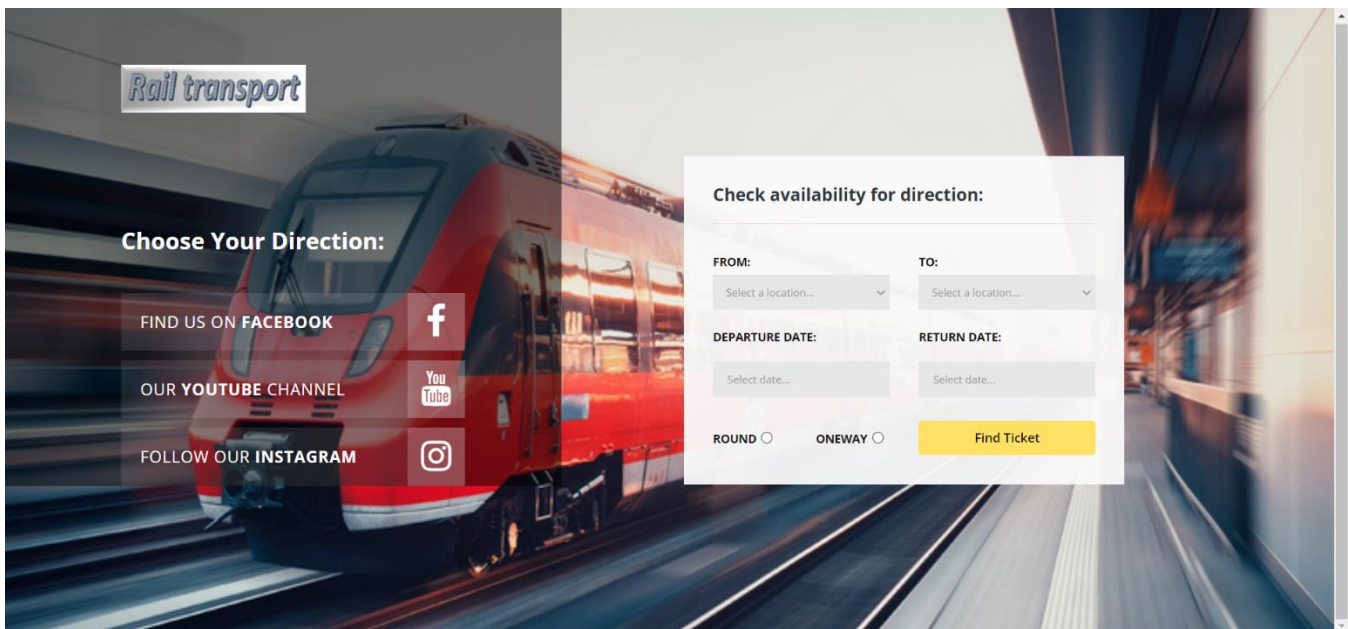 Rail transport
Choose Your Direction:
FIND US ON FACEBOOK
OUR YOUTUBE CHANNEL
You
Tube
FOLLOW OUR INSTAGRAM
Check availability for direction:
FROM:
TO:
Select a location...
Select a location...
DEPARTURE DATE:
RETURN DATE:
Select date...
Select date...
ROUND
ONEWAY
Find Ticket